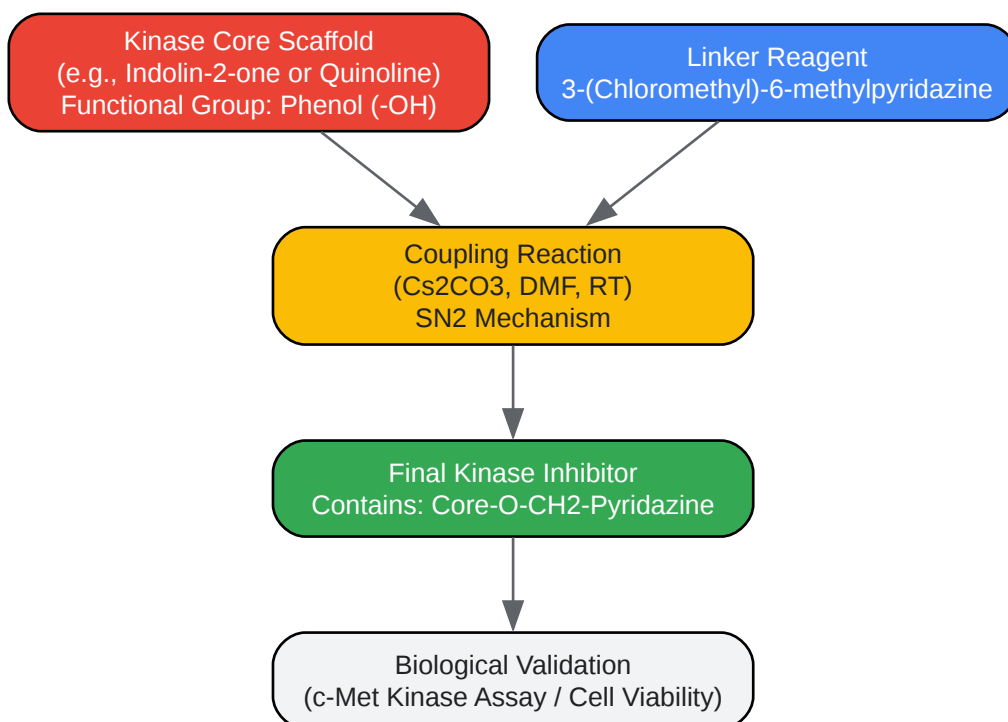 Kinase Core Scaffold
(e.g., Indolin-2-one or Quinoline)
Functional Group: Phenol (-OH)
Linker Reagent
3-(Chloromethyl)-6-methylpyridazine
Coupling Reaction
(Cs2CO3, DMF, RT)
SN2 Mechanism
Final Kinase Inhibitor
Contains: Core-O-CH2-Pyridazine
Biological Validation
(c-Met Kinase Assay / Cell Viability)